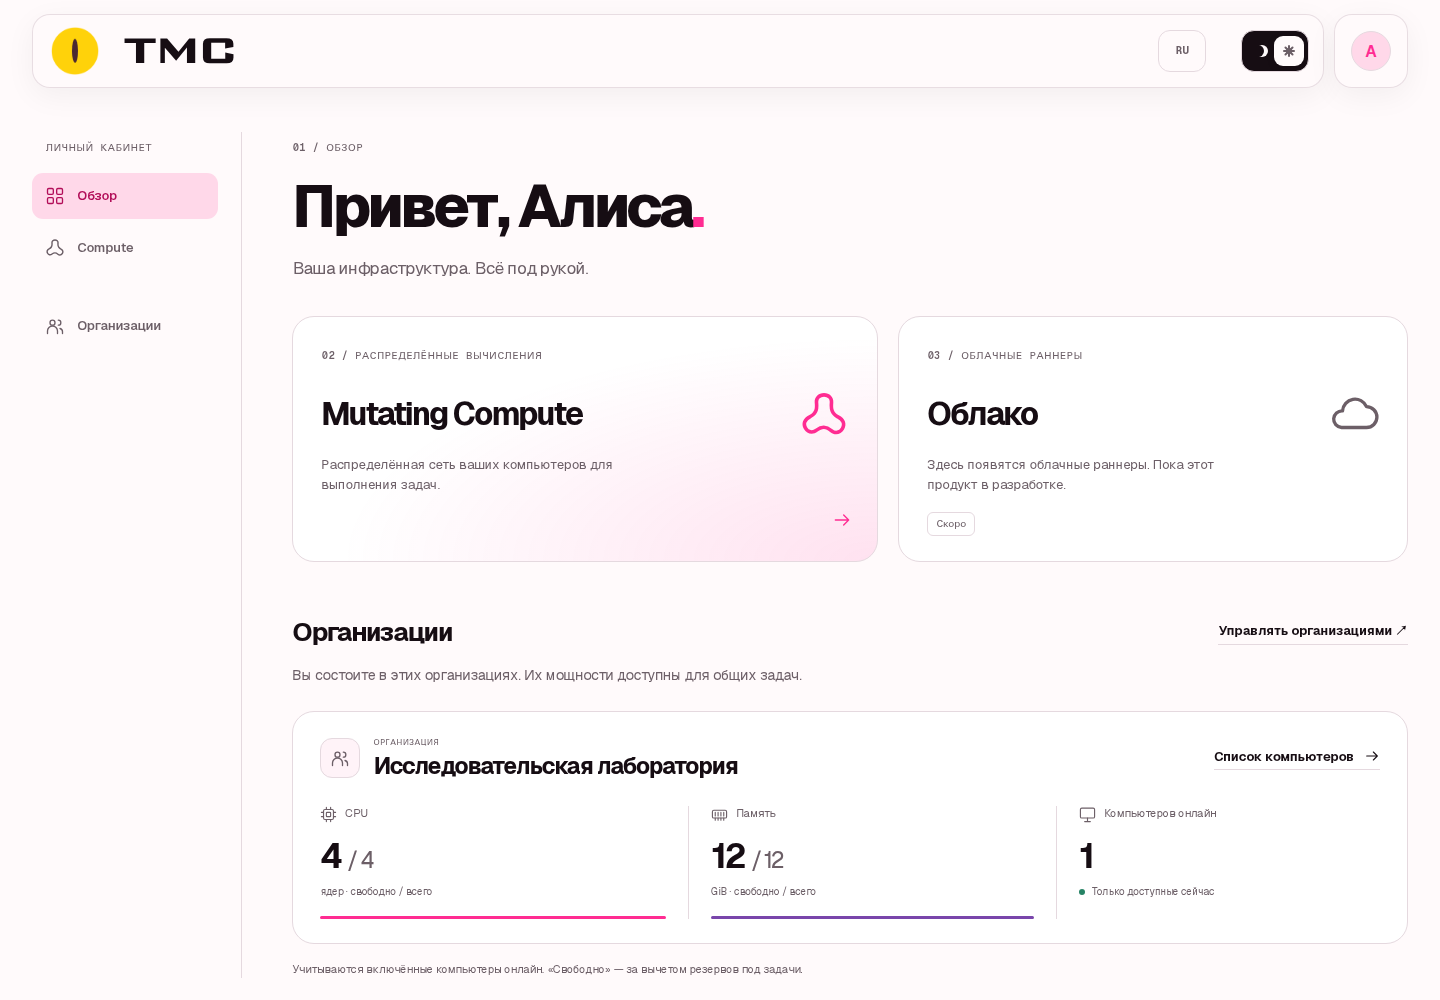 TMC
RU
A
ЛИЧНЫЙ КАБИНЕТ
Обзор
Compute
Организации
01 / ОБЗОР
Привет, Алиса.
Ваша инфраструктура. Всё под рукой.
02 / РАСПРЕДЕЛЁННЫЕ ВЫЧИСЛЕНИЯ
Mutating Compute
Распределённая сеть ваших компьютеров для
выполнения задач.
03 / ОБЛАЧНЫЕ РАННЕРЫ
Облако
Здесь появятся облачные раннеры. Пока этот
продукт в разработке.
Скоро
Организации
Управлять организациями ↗
Вы состоите в этих организациях. Их мощности доступны для общих задач.
ОРГАНИЗАЦИЯ
Исследовательская лаборатория
Список компьютеров →
CPU
4 / 4
ядер · свободно / всего
Память
12 / 12
GiB · свободно / всего
Компьютеров онлайн
1
Только доступные сейчас
Учитываются включённые компьютеры онлайн. «Свободно» — за вычетом резервов под задачи.